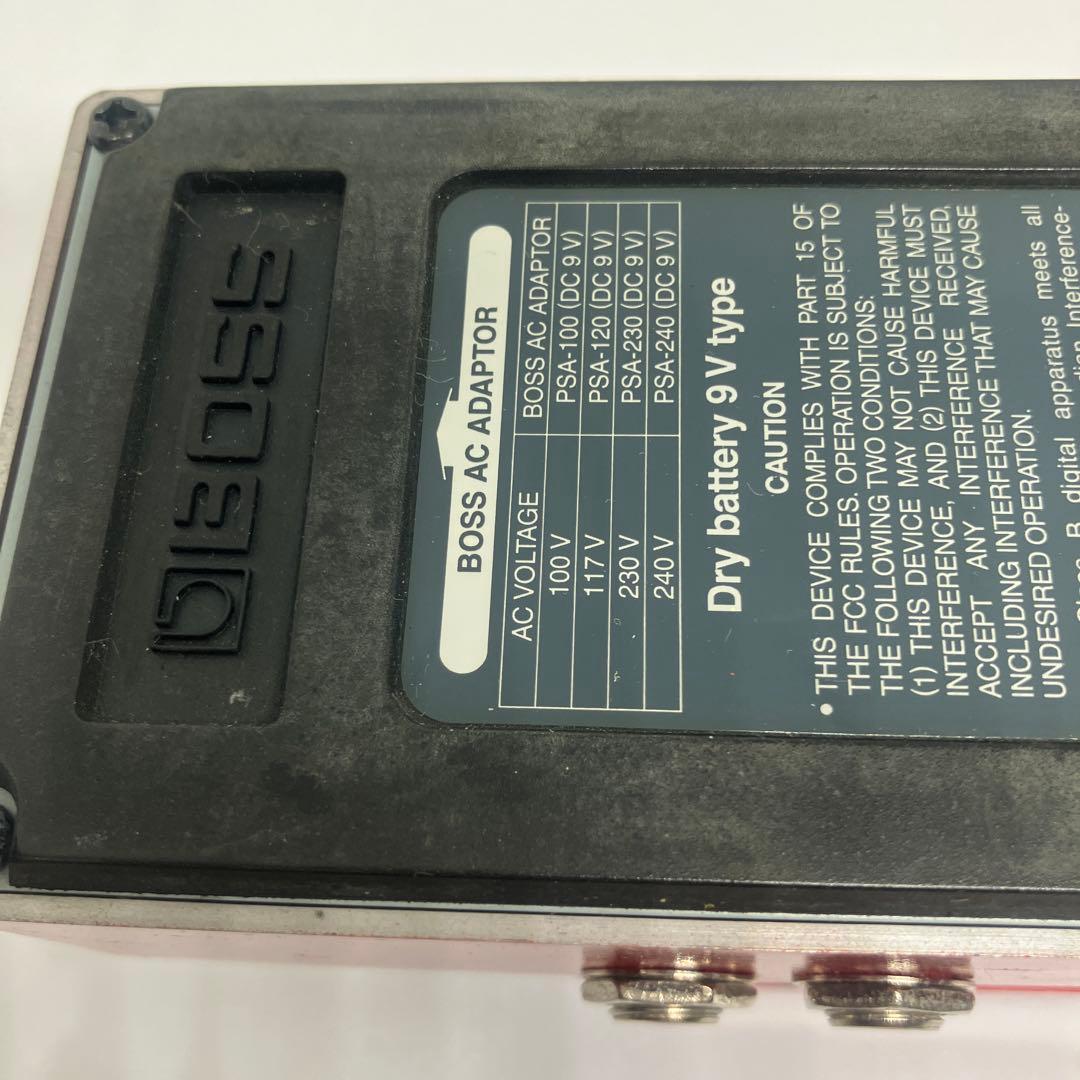 BOSS
BOSS AC ADAPTOR
AC VOLTAGE BOSS AC ADAPTOR
100 V PSA-100 (DC 9 V)
117 V PSA-120 (DC 9 V)
230 V PSA-230 (DC 9 V)
240 V PSA-240 (DC 9 V)
Dry battery 9 V type
CAUTION
• THIS DEVICE COMPLIES WITH PART 15 OF
THE FCC RULES. OPERATION IS SUBJECT TO
THE FOLLOWING TWO CONDITIONS:
(1) THIS DEVICE MAY NOT CAUSE HARMFUL
INTERFERENCE, AND (2) THIS DEVICE MUST
ACCEPT ANY INTERFERENCE RECEIVED,
INCLUDING INTERFERENCE THAT MAY CAUSE
UNDESIRED OPERATION.
B digital apparatus meets all
Interference-